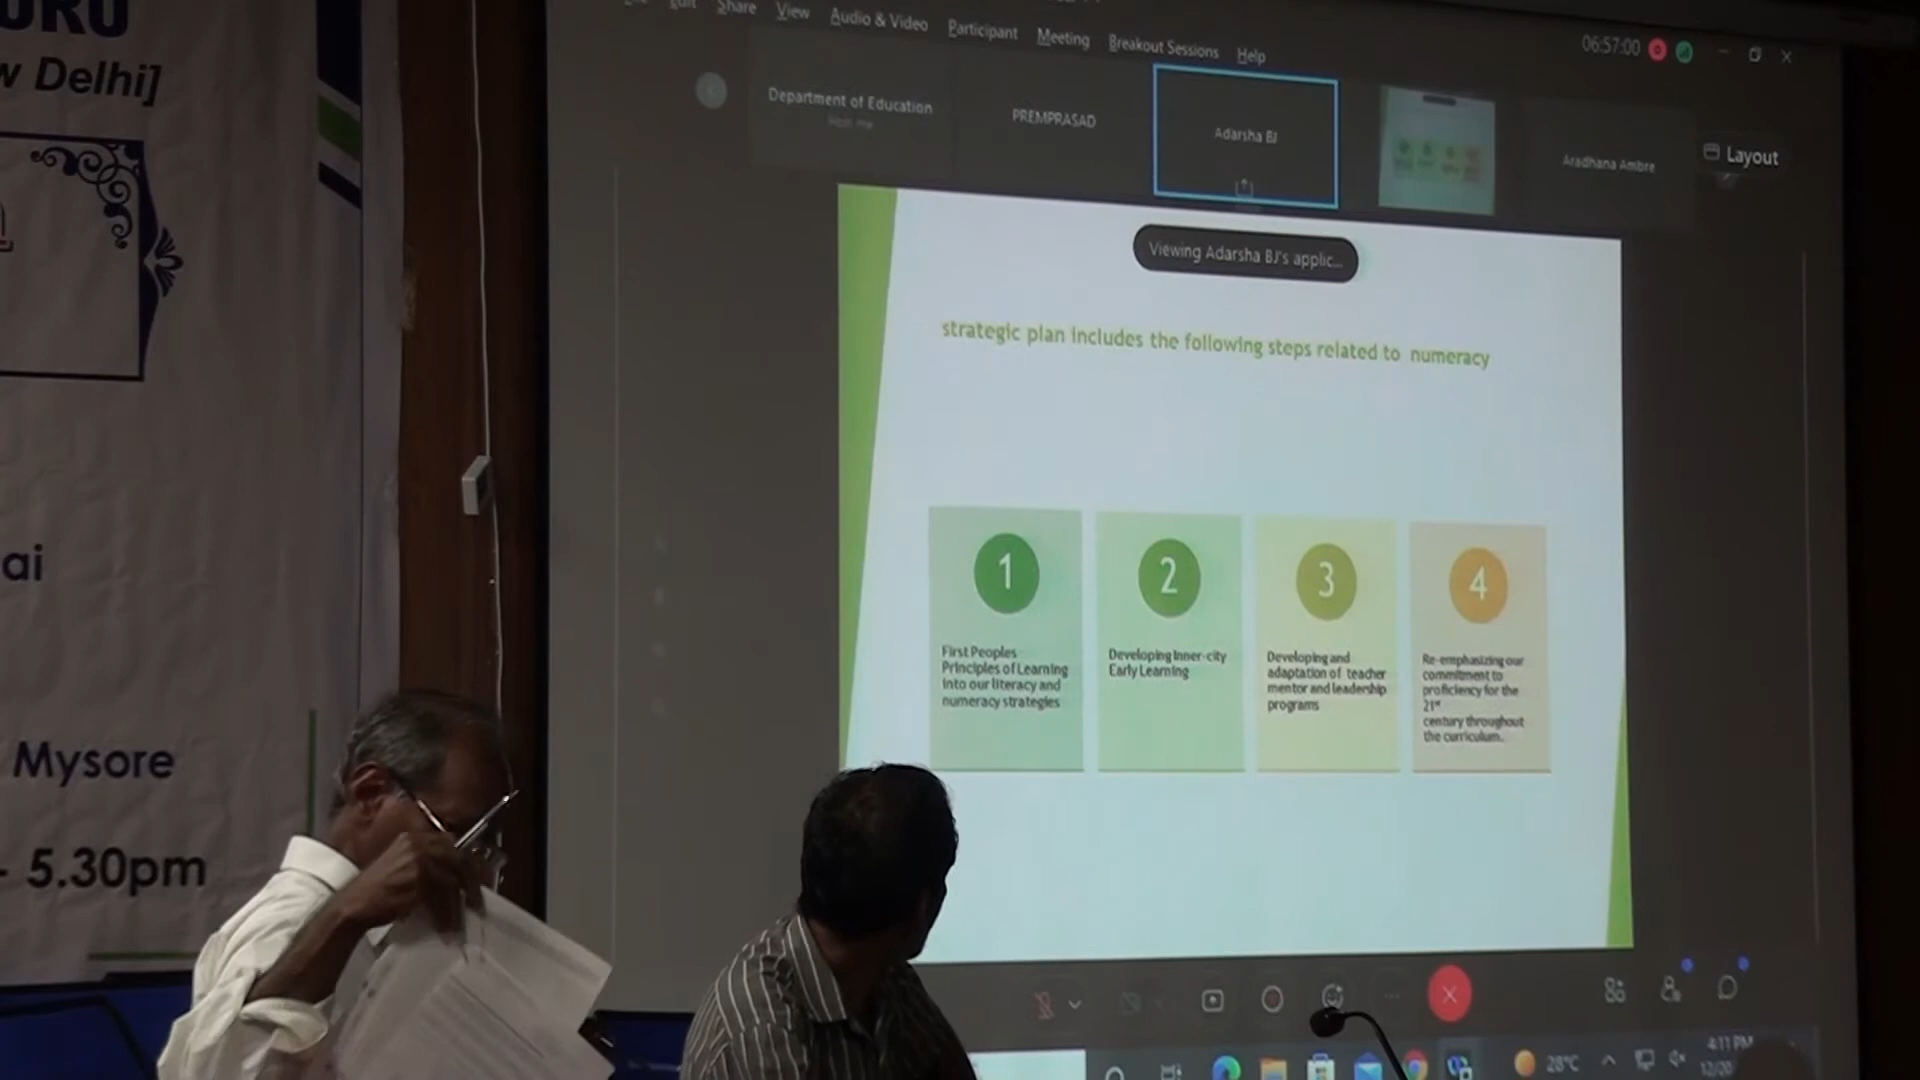 w Delhi]
ai
Mysore
- 5.30pm
Edit Share View Audio & Video Participant Meeting Breakout Sessions Help
06:57:00
Department of Education
PREMPRASAD
Adarsha BJ
Aradhana Ambre
Layout
Viewing Adarsha BJ's applic...
strategic plan includes the following steps related to numeracy
1
First Peoples
Principles of Learning
into our literacy and
numeracy strategies
2
Developing Inner-city
Early Learning
3
Developing and
adaptation of teacher
mentor and leadership
programs
4
Re-emphasizing our
commitment to
proficiency for the
21st
century throughout
the curriculum.
28°C
4:11 PM
12/20